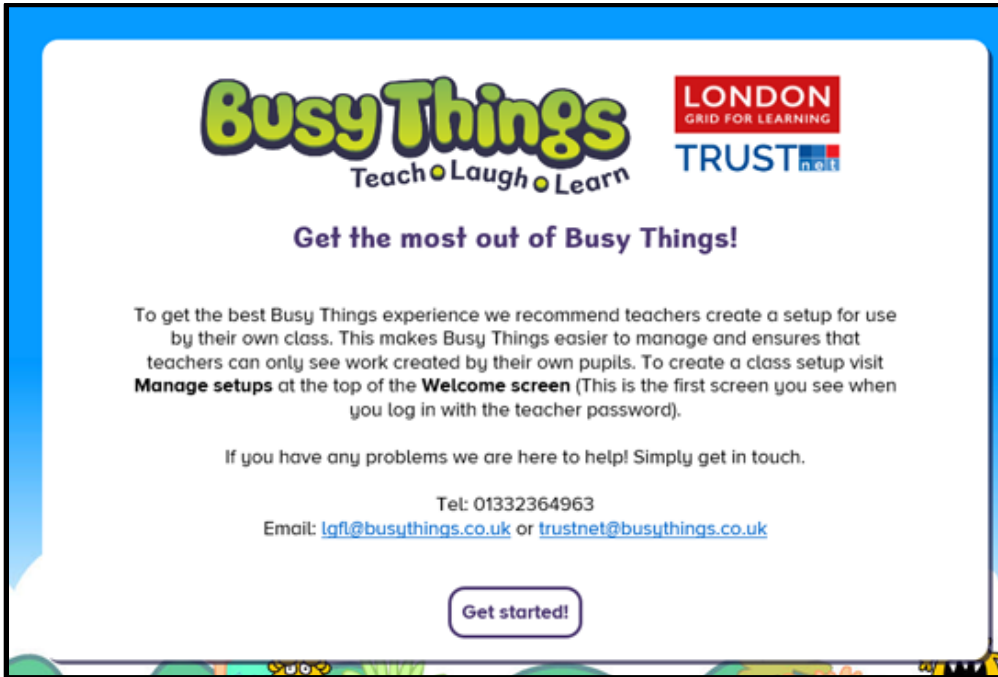 Busy Things
Teach Laugh Learn
LONDON
GRID FOR LEARNING
TRUSTnet
Get the most out of Busy Things!
To get the best Busy Things experience we recommend teachers create a setup for use
by their own class. This makes Busy Things easier to manage and ensures that
teachers can only see work created by their own pupils. To create a class setup visit
Manage setups at the top of the Welcome screen (This is the first screen you see when
you log in with the teacher password).
If you have any problems we are here to help! Simply get in touch.
Tel: 01332364963
Email: lgfl@busythings.co.uk or trustnet@busythings.co.uk
Get started!